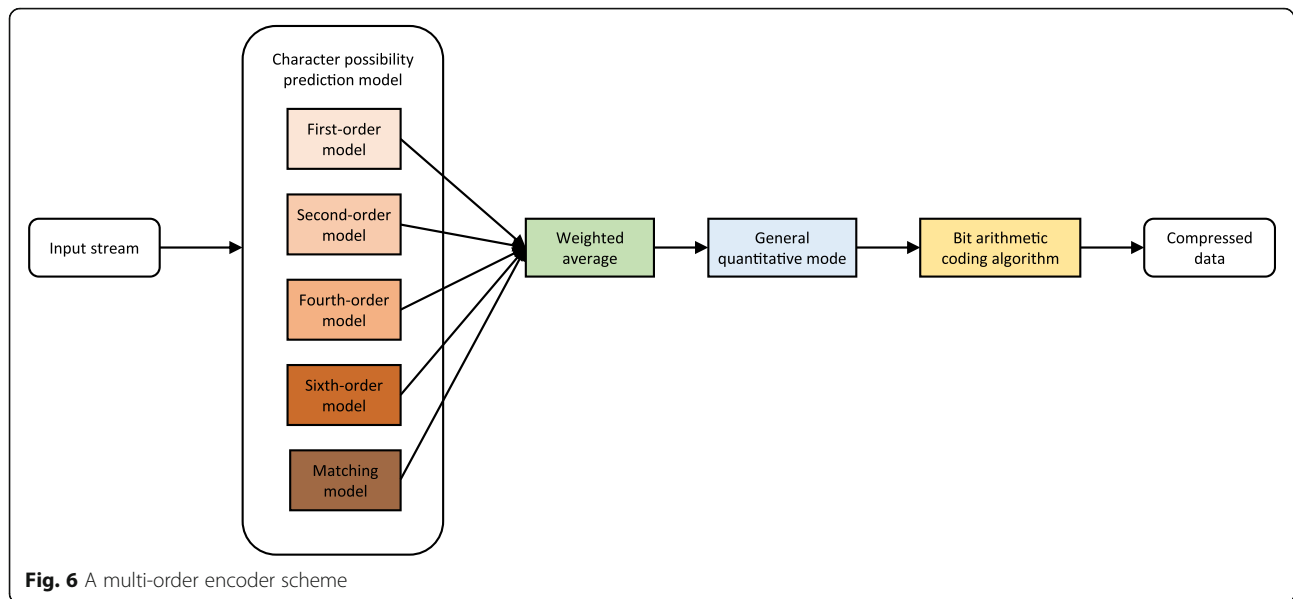 Character possibility
prediction model
First-order
model
Second-order
model
Fourth-order
model
Sixth-order
model
Matching
model
Input stream
Weighted
average
General
quantitative mode
Bit arithmetic
coding algorithm
Compressed
data
Fig. 6 A multi-order encoder scheme